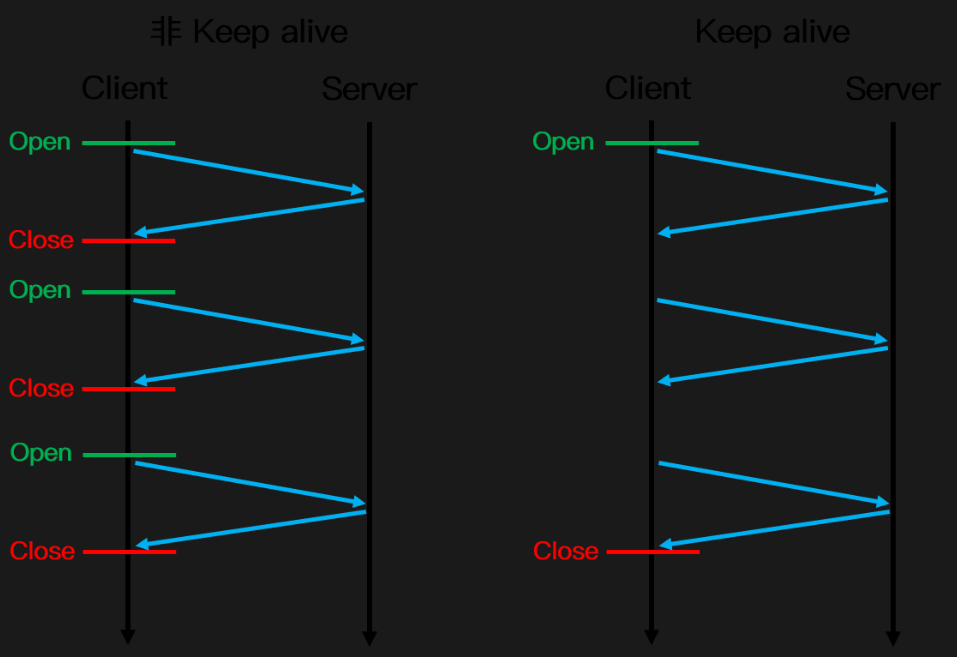 非 Keep alive
Client Server
Open
Close
Open
Close
Open
Close
Keep alive
Client Server
Open
Close